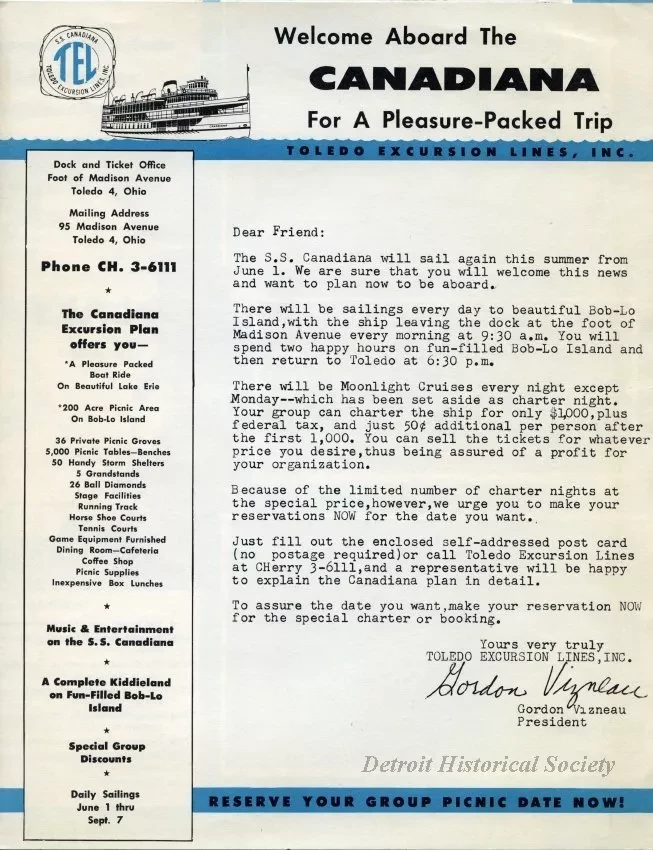 S.S. CANADIANA
TEL
TOLEDO EXCURSION LINES, INC.
Welcome Aboard The
CANADIANA
For A Pleasure-Packed Trip
TOLEDO EXCURSION LINES, INC.
Dock and Ticket Office
Foot of Madison Avenue
Toledo 4, Ohio
Mailing Address
95 Madison Avenue
Toledo 4, Ohio
Phone CH. 3-6111
★
The Canadiana
Excursion Plan
offers you—
*A Pleasure Packed
Boat Ride
On Beautiful Lake Erie
*200 Acre Picnic Area
On Bob-Lo Island
36 Private Picnic Groves
5,000 Picnic Tables—Benches
50 Handy Storm Shelters
5 Grandstands
26 Ball Diamonds
Stage Facilities
Running Track
Horse Shoe Courts
Tennis Courts
Game Equipment Furnished
Dining Room—Cafeteria
Coffee Shop
Picnic Supplies
Inexpensive Box Lunches
★
Music & Entertainment
on the S. S. Canadiana
★
A Complete Kiddieland
on Fun-Filled Bob-Lo
Island
★
Special Group
Discounts
★
Daily Sailings
June 1 thru
Sept. 7
Dear Friend:
The S.S. Canadiana will sail again this summer from
June 1. We are sure that you will welcome this news
and want to plan now to be aboard.
There will be sailings every day to beautiful Bob-Lo
Island,with the ship leaving the dock at the foot of
Madison Avenue every morning at 9:30 a.m. You will
spend two happy hours on fun-filled Bob-Lo Island and
then return to Toledo at 6:30 p.m.
There will be Moonlight Cruises every night except
Monday--which has been set aside as charter night.
Your group can charter the ship for only $1,000,plus
federal tax, and just 50¢ additional per person after
the first 1,000. You can sell the tickets for whatever
price you desire,thus being assured of a profit for
your organization.
Because of the limited number of charter nights at
the special price,however,we urge you to make your
reservations NOW for the date you want..
Just fill out the enclosed self-addressed post card
(no postage required)or call Toledo Excursion Lines
at CHerry 3-6111,and a representative will be happy
to explain the Canadiana plan in detail.
To assure the date you want,make your reservation NOW
for the special charter or booking.
Yours very truly
TOLEDO EXCURSION LINES,INC.
Gordon Vizneau
Gordon Vizneau
President
Detroit Historical Society
RESERVE YOUR GROUP PICNIC DATE NOW!